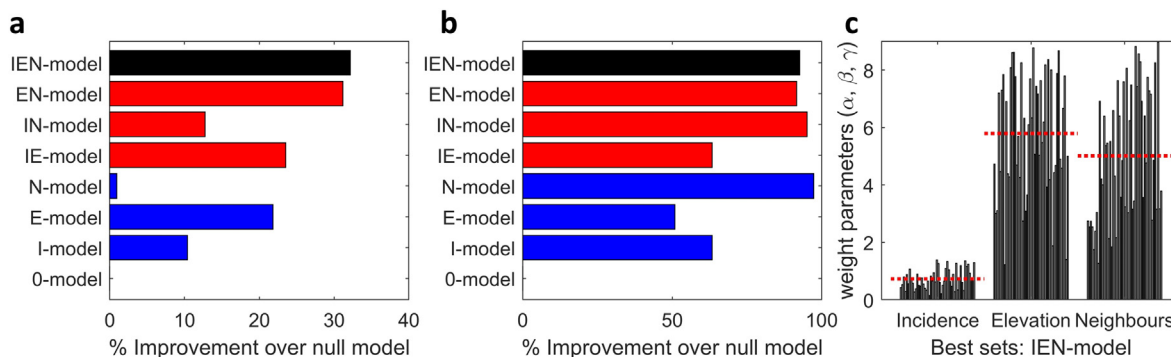 a
IEN-model
EN-model
IN-model
IE-model
N-model
E-model
I-model
0-model
0 10 20 30 40
% Improvement over null model
b
IEN-model
EN-model
IN-model
IE-model
N-model
E-model
I-model
0-model
0 50 100
% Improvement over null model
c
weight parameters (α, β, γ)
8
6
4
2
0
Incidence Elevation Neighbours
Best sets: IEN-model